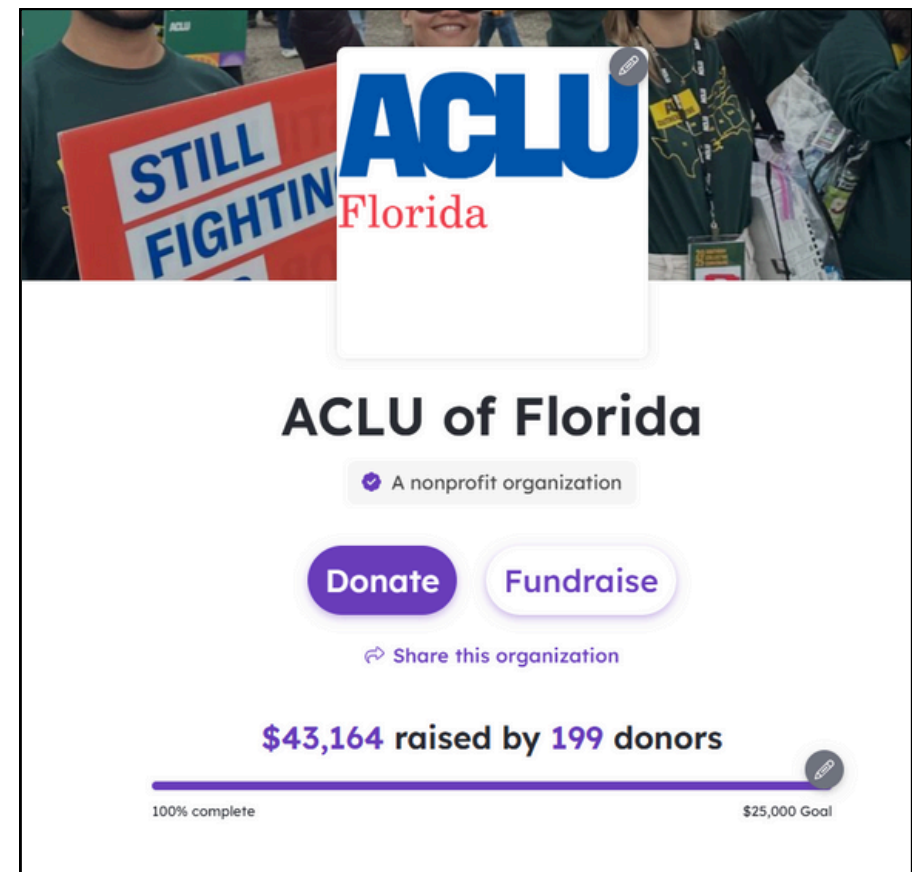 ACLU
STILL
FIGHTIN
ACLU
Florida
ACLU of Florida
A nonprofit organization
Donate
Fundraise
Share this organization
$43,164 raised by 199 donors
100% complete
$25,000 Goal